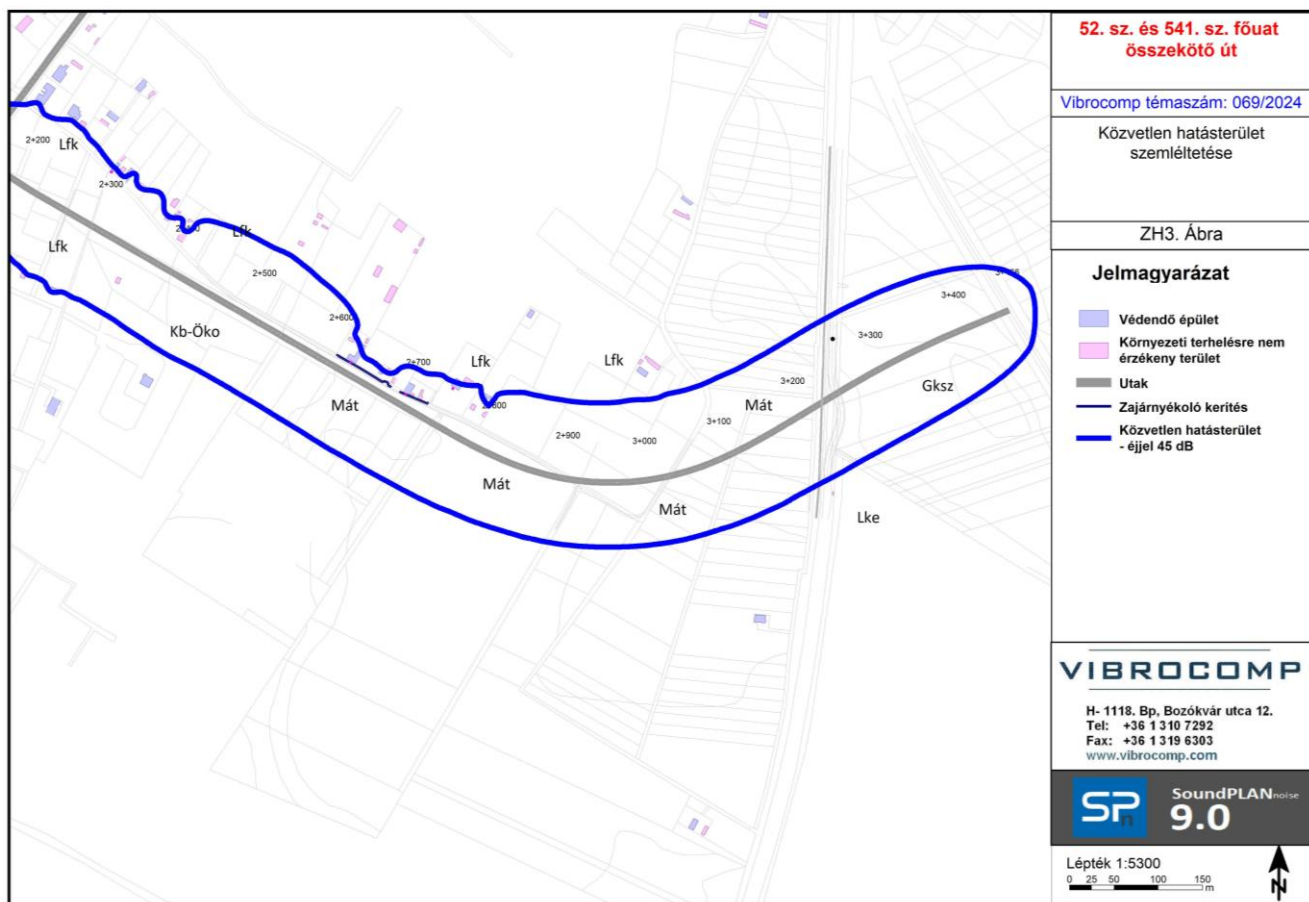 52. sz. és 541. sz. főuat
összekötő út
Vibrocomp témaszám: 069/2024
Közvetlen hatásterület
szemléltetése
ZH3. Ábra
Jelmagyarázat
Védendő épület
Környezeti terhelésre nem
érzékeny terület
Utak
Zajárnyékoló kerítés
Közvetlen hatásterület
- éjjel 45 dB
2+200
Lfk
2+300
Lfk
Lfk
2+500
2+600
Kb-Öko
2+700
Lfk
Lfk
Mát
2+800
2+900
3+000
3+100
Mát
3+200
3+300
3+400
Gksz
Mát
Mát
Lke
VIBROCOMP
H- 1118. Bp, Bozókvár utca 12.
Tel: +36 1 310 7292
Fax: +36 1 319 6303
www.vibrocomp.com
SPn
SoundPLANnoise
9.0
Lépték 1:5300
0 25 50 100 150
m
N